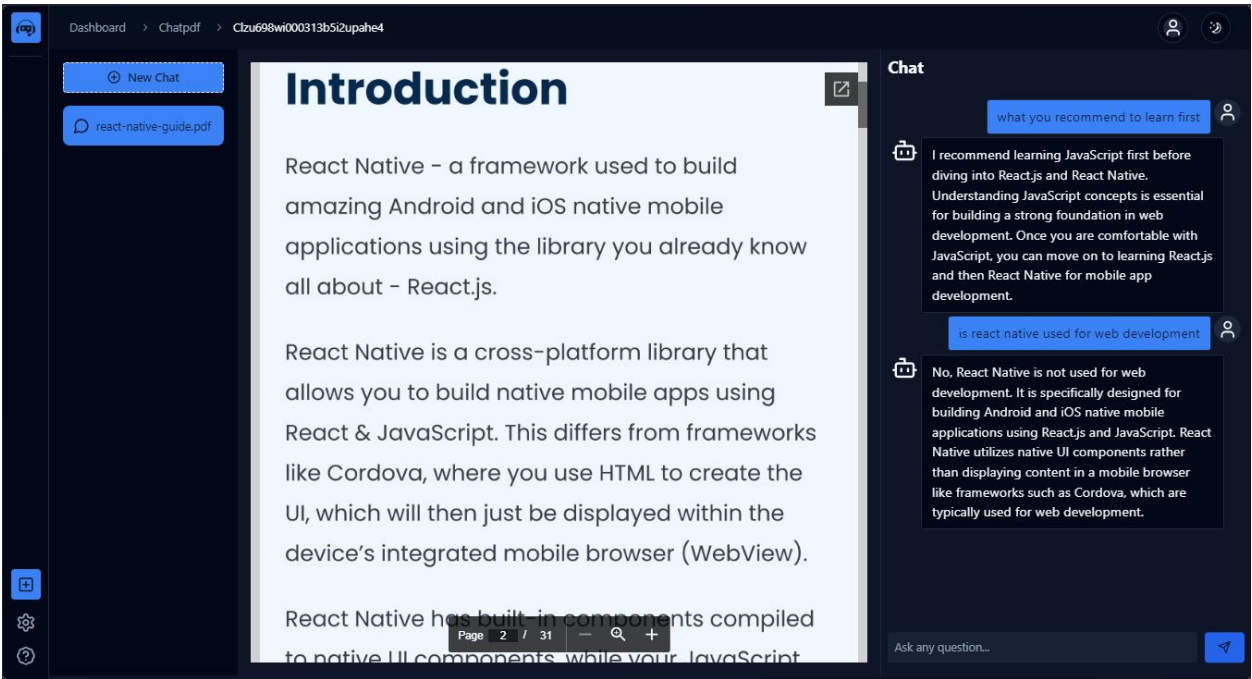 Dashboard > Chatpdf > Clzu698wi000313b5i2upahe4
New Chat
react-native-guide.pdf
Introduction
React Native - a framework used to build
amazing Android and iOS native mobile
applications using the library you already know
all about - React.js.
React Native is a cross-platform library that
allows you to build native mobile apps using
React & JavaScript. This differs from frameworks
like Cordova, where you use HTML to create the
UI, which will then just be displayed within the
device's integrated mobile browser (WebView).
React Native has built-in components compiled
to native UI components, while your JavaScript
Page 2 / 31
Chat
what you recommend to learn first
I recommend learning JavaScript first before
diving into React.js and React Native.
Understanding JavaScript concepts is essential
for building a strong foundation in web
development. Once you are comfortable with
JavaScript, you can move on to learning React.js
and then React Native for mobile app
development.
is react native used for web development
No, React Native is not used for web
development. It is specifically designed for
building Android and iOS native mobile
applications using React.js and JavaScript. React
Native utilizes native UI components rather
than displaying content in a mobile browser
like frameworks such as Cordova, which are
typically used for web development.
Ask any question...